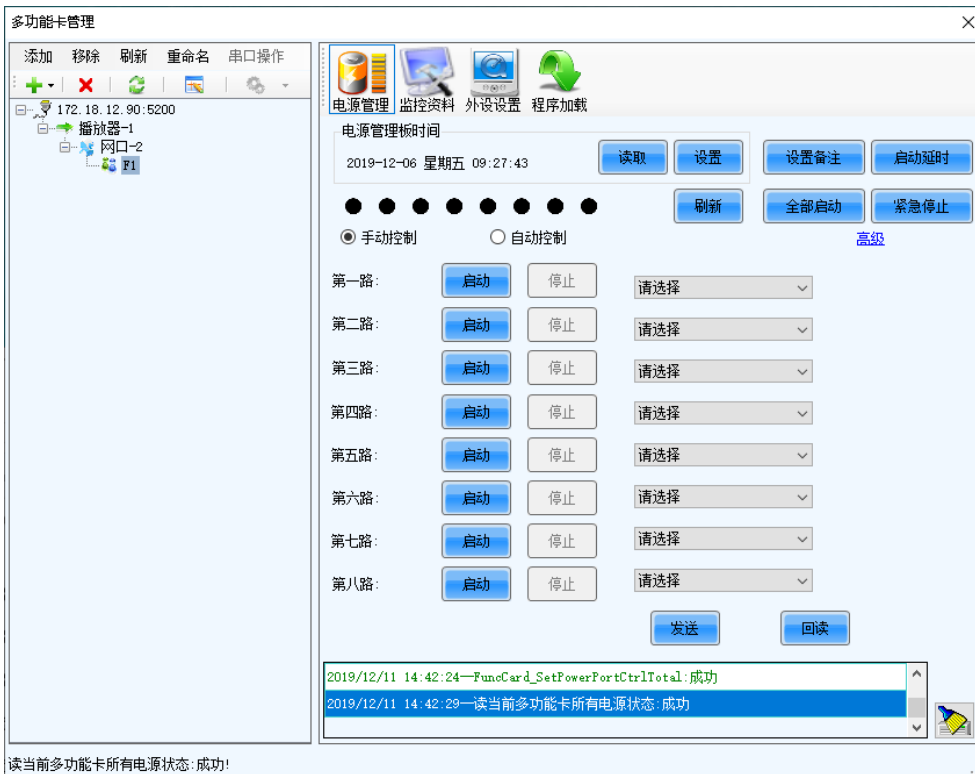 多功能卡管理
添加 移除 刷新 重命名 串口操作
172.18.12.90:5200
播放器-1
网口-2
F1
电源管理 监控资料 外设设置 程序加载
电源管理板时间
2019-12-06 星期五 09:27:43 读取 设置 设置备注 启动延时
刷新 全部启动 紧急停止
手动控制 自动控制 高级
第一路: 启动 停止 请选择
第二路: 启动 停止 请选择
第三路: 启动 停止 请选择
第四路: 启动 停止 请选择
第五路: 启动 停止 请选择
第六路: 启动 停止 请选择
第七路: 启动 停止 请选择
第八路: 启动 停止 请选择
发送 回读
2019/12/11 14:42:24—FuncCard_SetPowerPortCtrlTotal:成功
2019/12/11 14:42:29—读当前多功能卡所有电源状态:成功
读当前多功能卡所有电源状态:成功!